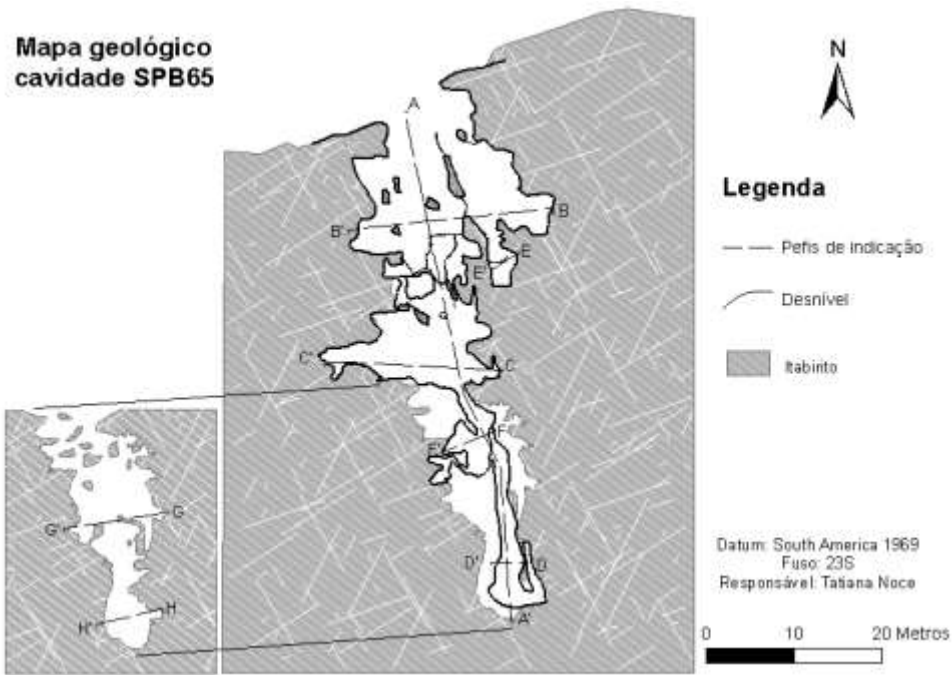 Mapa geológico
cavidade SPB65
N
A
B' B
E' E
C' C
F' F
D' D
A'
G' G
H' H
Legenda
Pefis de indicação
Desnível
Itabirito
Datum: South America 1969
Fuso: 23S
Responsável: Tatiana Noce
0 10 20 Metros